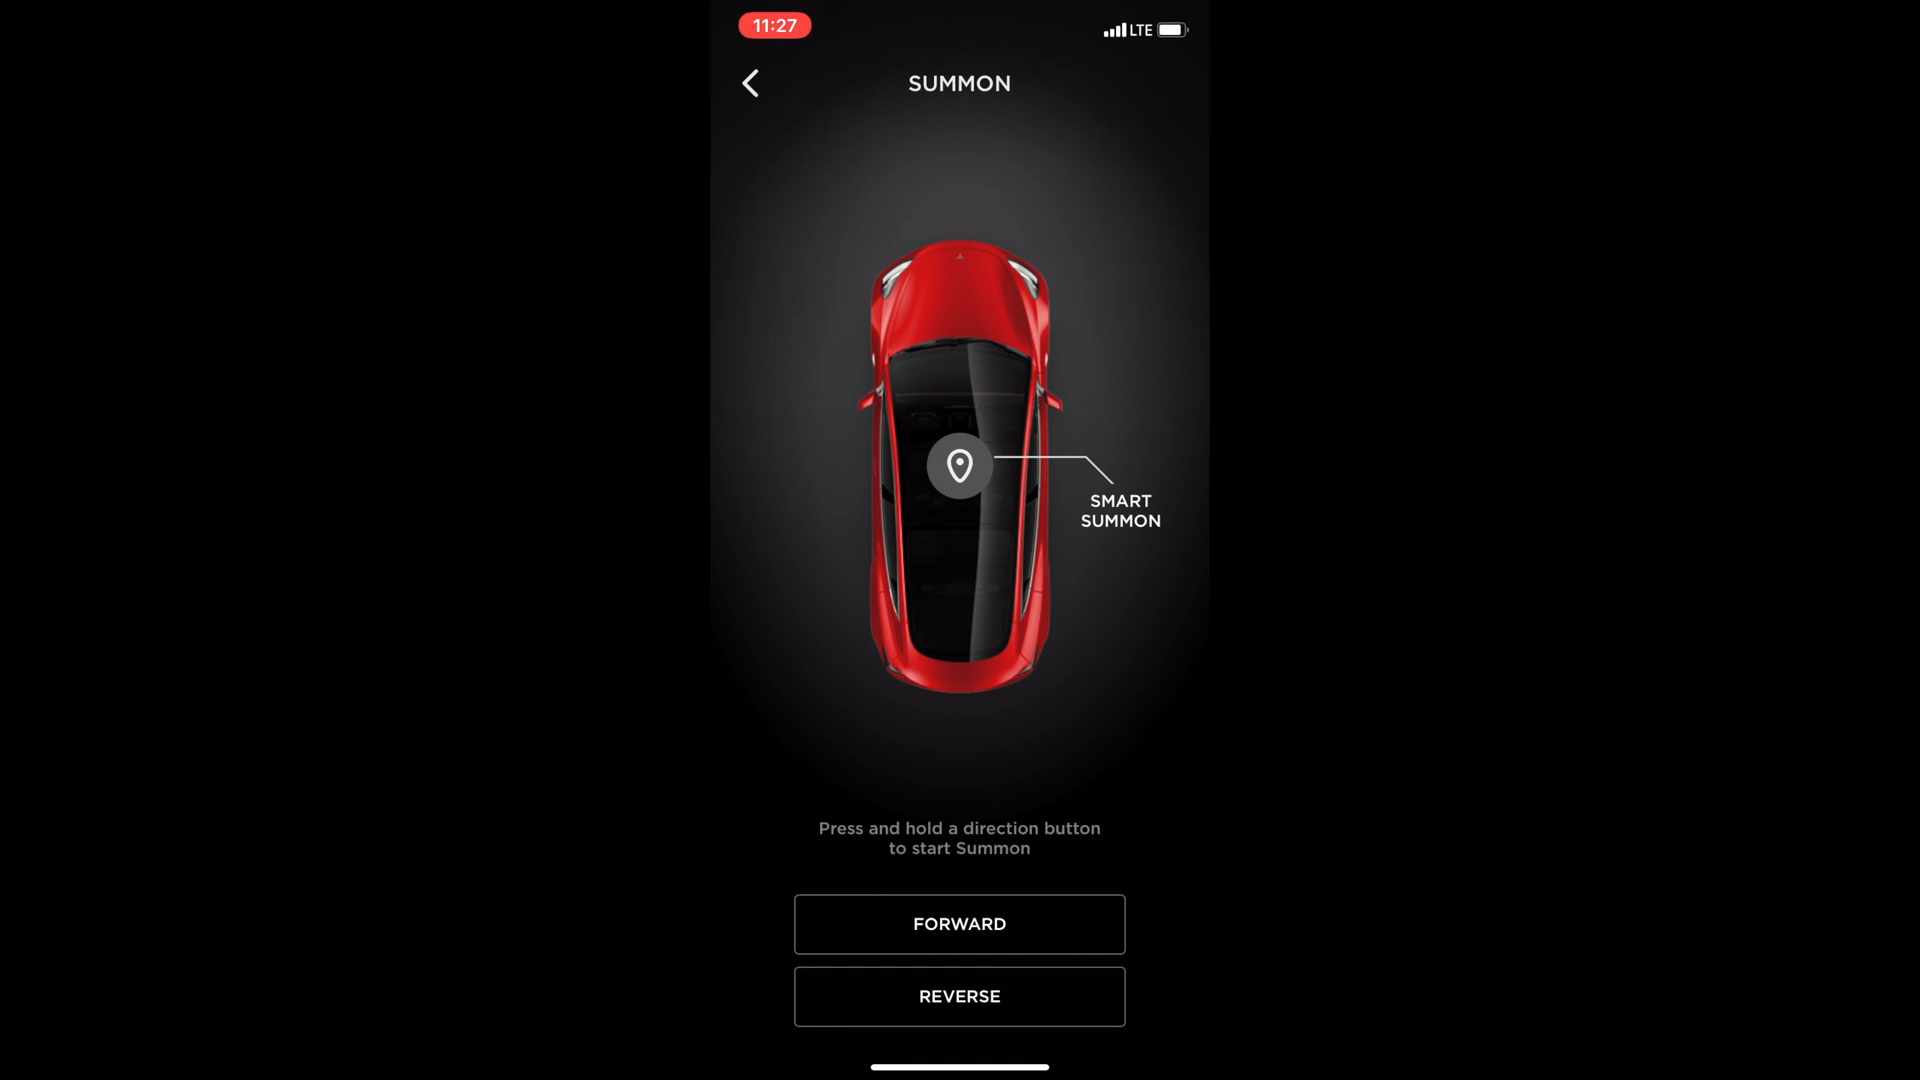 11:27
LTE
SUMMON
SMART
SUMMON
Press and hold a direction button
to start Summon
FORWARD
REVERSE